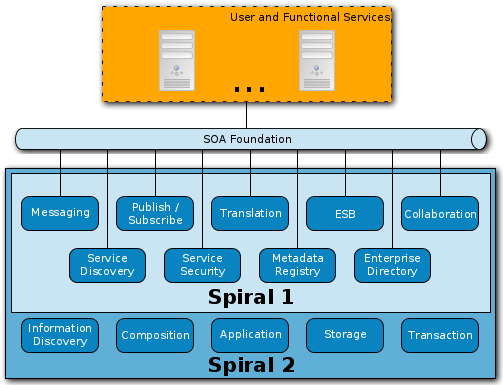 User and Functional Services
...
SOA Foundation
Messaging
Publish /
Subscribe
Translation
ESB
Collaboration
Service
Discovery
Service
Security
Metadata
Registry
Enterprise
Directory
Spiral 1
Information
Discovery
Composition
Application
Storage
Transaction
Spiral 2